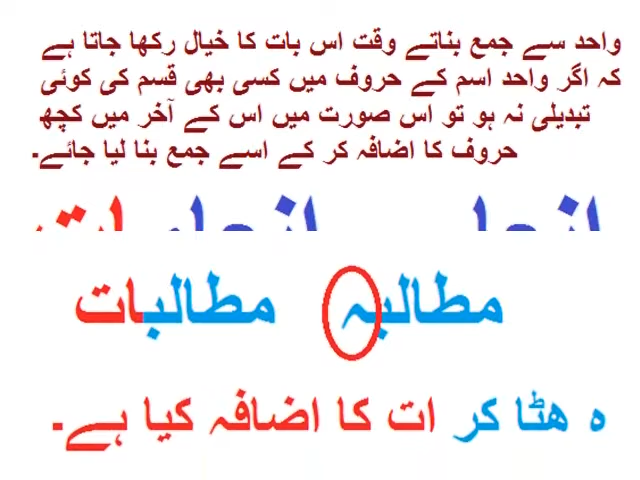 واحد سے جمع بناتے وقت اس بات کا خیال رکھا جاتا ہے
کہ اگر واحد اسم کے حروف میں کسی بھی قسم کی کوئی
تبدیلی نہ ہو تو اس صورت میں اس کے آخر میں کچھ
حروف کا اضافہ کر کے اسے جمع بنا لیا جائے۔
مطالبہ مطالبات
ہ ھٹا کر ات کا اضافہ کیا ہے۔